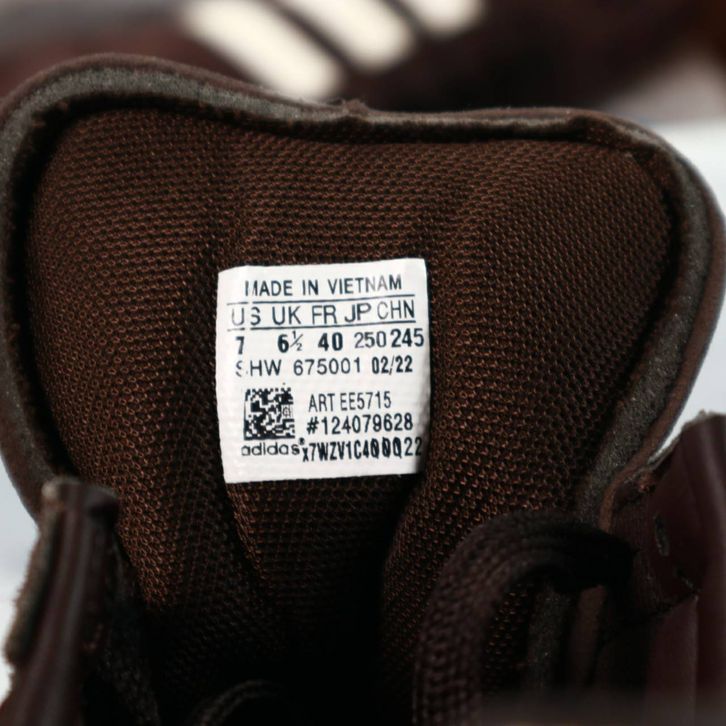 MADE IN VIETNAM
US UK FR JP CHN
7 6½ 40 250 245
SHW 675001 02/22
ART EE5715
#124079628
adidas® X7WZV1C400Q22